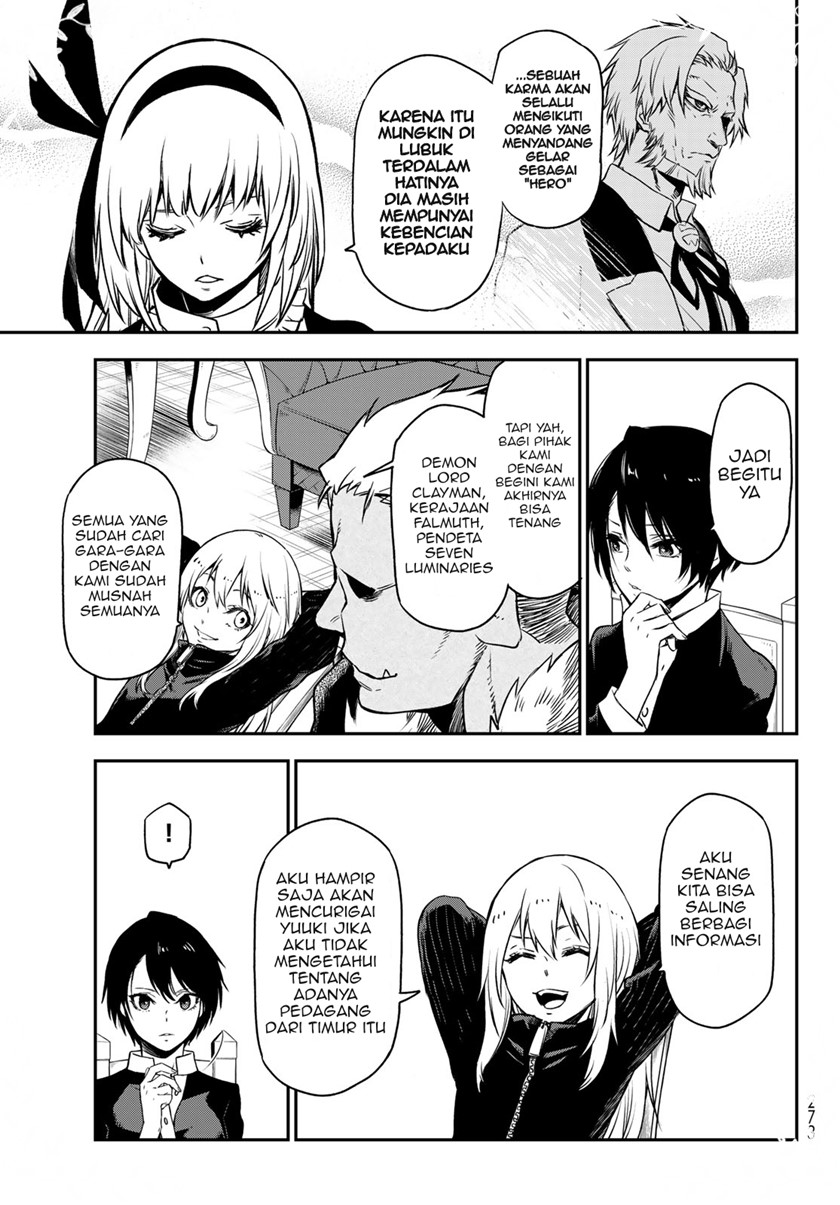 ...SEBUAH
KARMA AKAN
SELALU
MENGIKUTI
ORANG YANG
MENYANDANG
GELAR
SEBAGAI
"HERO"
KARENA ITU
MUNGKIN DI
LUBUK
TERDALAM
HATINYA
DIA MASIH
MEMPUNYAI
KEBENCIAN
KEPADAKU
JADI
BEGITU
YA
TAPI YAH,
BAGI PIHAK
KAMI
DENGAN
BEGINI KAMI
AKHIRNYA
BISA
TENANG
DEMON
LORD
CLAYMAN,
KERAJAAN
FALMUTH,
PENDETA
SEVEN
LUMINARIES
SEMUA YANG
SUDAH CARI
GARA-GARA
DENGAN
KAMI SUDAH
MUSNAH
SEMUANYA
AKU
SENANG
KITA BISA
SALING
BERBAGI
INFORMASI
AKU HAMPIR
SAJA AKAN
MENCURIGAI
YUUKI JIKA
AKU TIDAK
MENGETAHUI
TENTANG
ADANYA
PEDAGANG
DARI TIMUR ITU
!
273